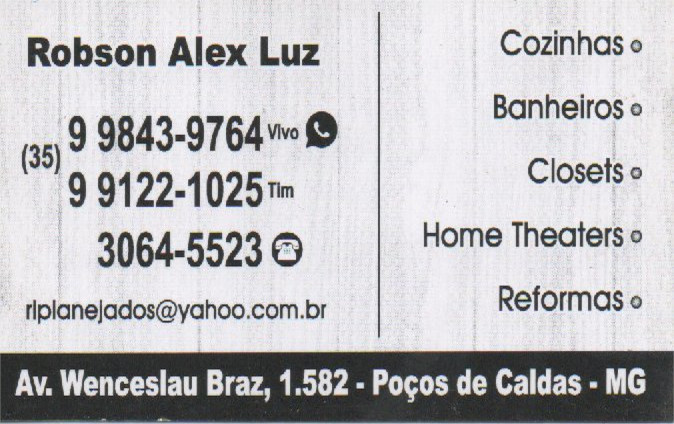 Robson Alex Luz
(35) 9 9843-9764 Vivo
9 9122-1025 Tim
3064-5523
rlplanejados@yahoo.com.br
Cozinhas
Banheiros
Closets
Home Theaters
Reformas
Av. Wenceslau Braz, 1.582 - Poços de Caldas - MG